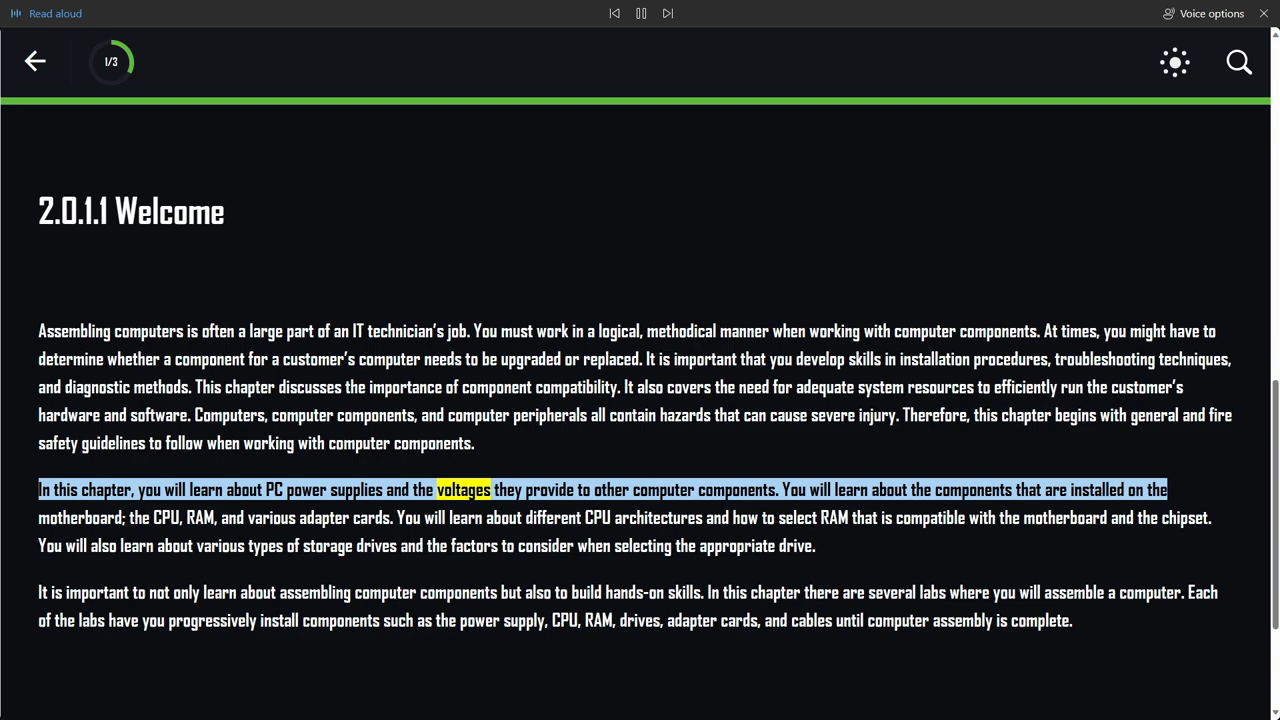 Read aloud
Voice options
1/3
2.0.1.1 Welcome
Assembling computers is often a large part of an IT technician's job. You must work in a logical, methodical manner when working with computer components. At times, you might have to
determine whether a component for a customer's computer needs to be upgraded or replaced. It is important that you develop skills in installation procedures, troubleshooting techniques,
and diagnostic methods. This chapter discusses the importance of component compatibility. It also covers the need for adequate system resources to efficiently run the customer's
hardware and software. Computers, computer components, and computer peripherals all contain hazards that can cause severe injury. Therefore, this chapter begins with general and fire
safety guidelines to follow when working with computer components.
In this chapter, you will learn about PC power supplies and the voltages they provide to other computer components. You will learn about the components that are installed on the
motherboard; the CPU, RAM, and various adapter cards. You will learn about different CPU architectures and how to select RAM that is compatible with the motherboard and the chipset.
You will also learn about various types of storage drives and the factors to consider when selecting the appropriate drive.
It is important to not only learn about assembling computer components but also to build hands-on skills. In this chapter there are several labs where you will assemble a computer. Each
of the labs have you progressively install components such as the power supply, CPU, RAM, drives, adapter cards, and cables until computer assembly is complete.